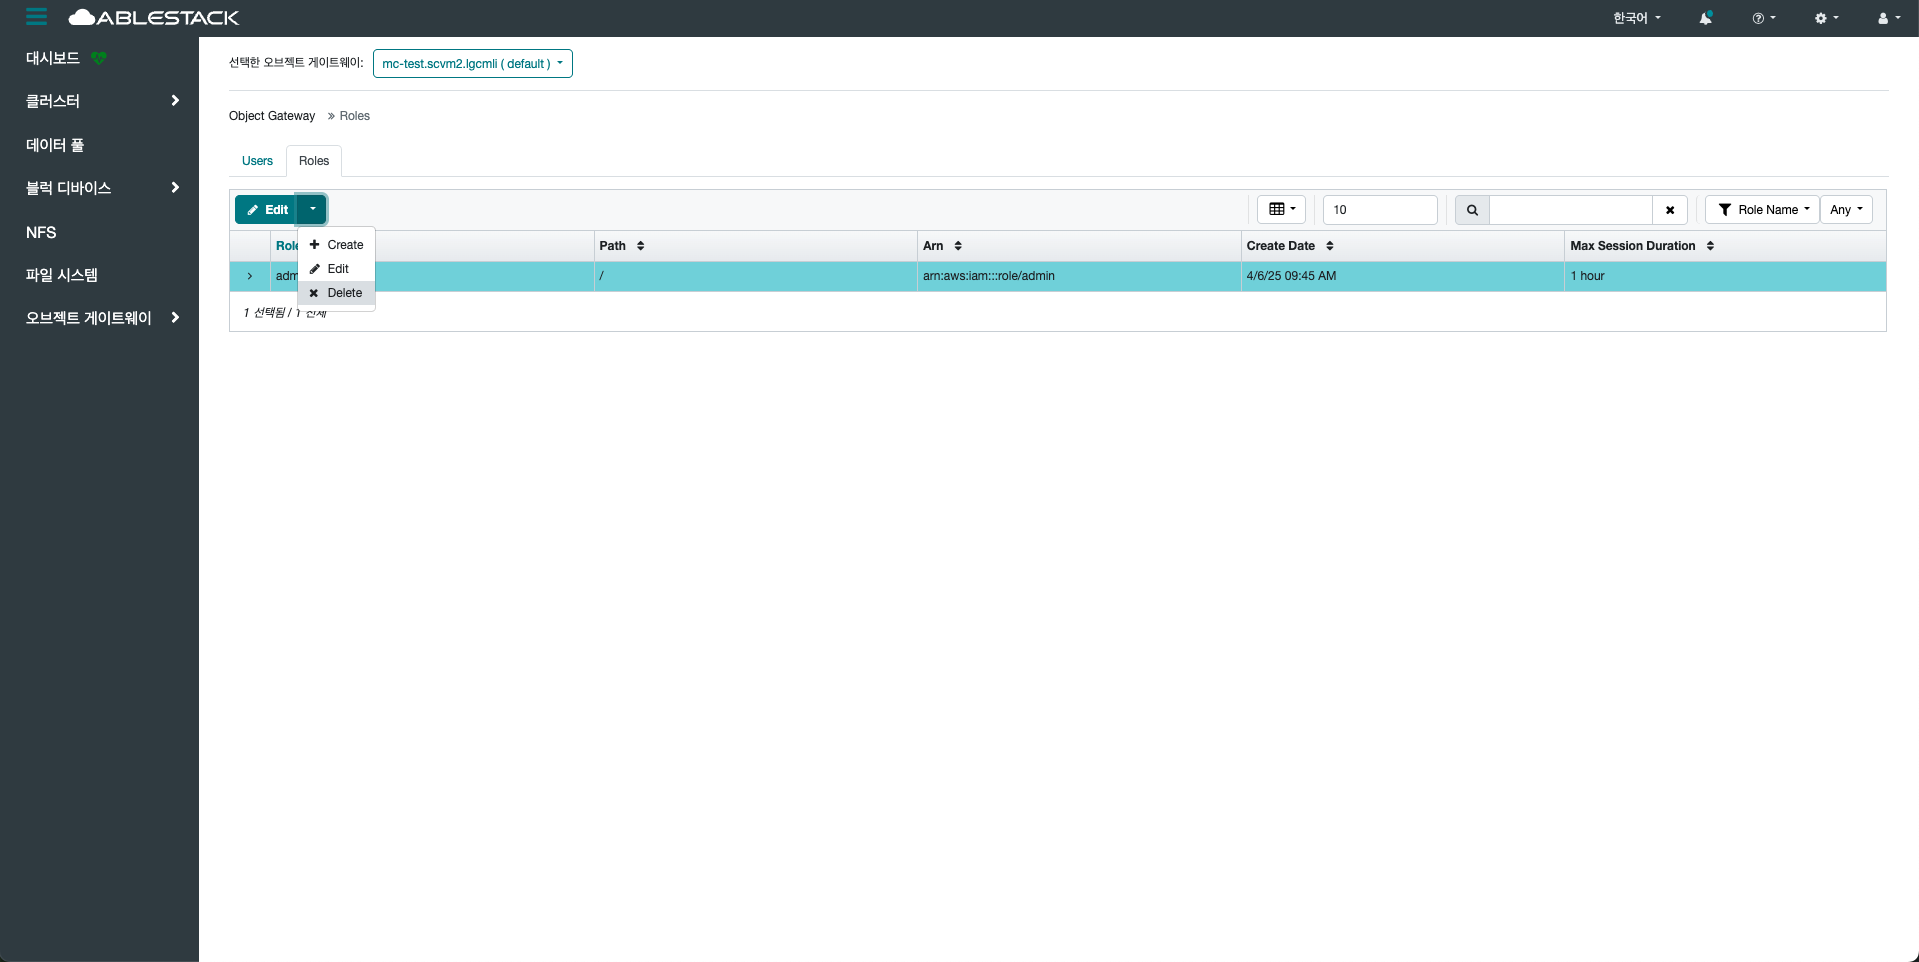 ABLESTACK
한국어
대시보드
클러스터
데이터 풀
블럭 디바이스
NFS
파일 시스템
오브젝트 게이트웨이
선택한 오브젝트 게이트웨이: mc-test.scvm2.lgcmli ( default )
Object Gateway » Roles
Users Roles
Edit
10
Role Name Any
Create
Edit
Delete
Role Path Arn Create Date Max Session Duration
adm / arn:aws:iam:::role/admin 4/6/25 09:45 AM 1 hour
1 선택됨 / 1 전체